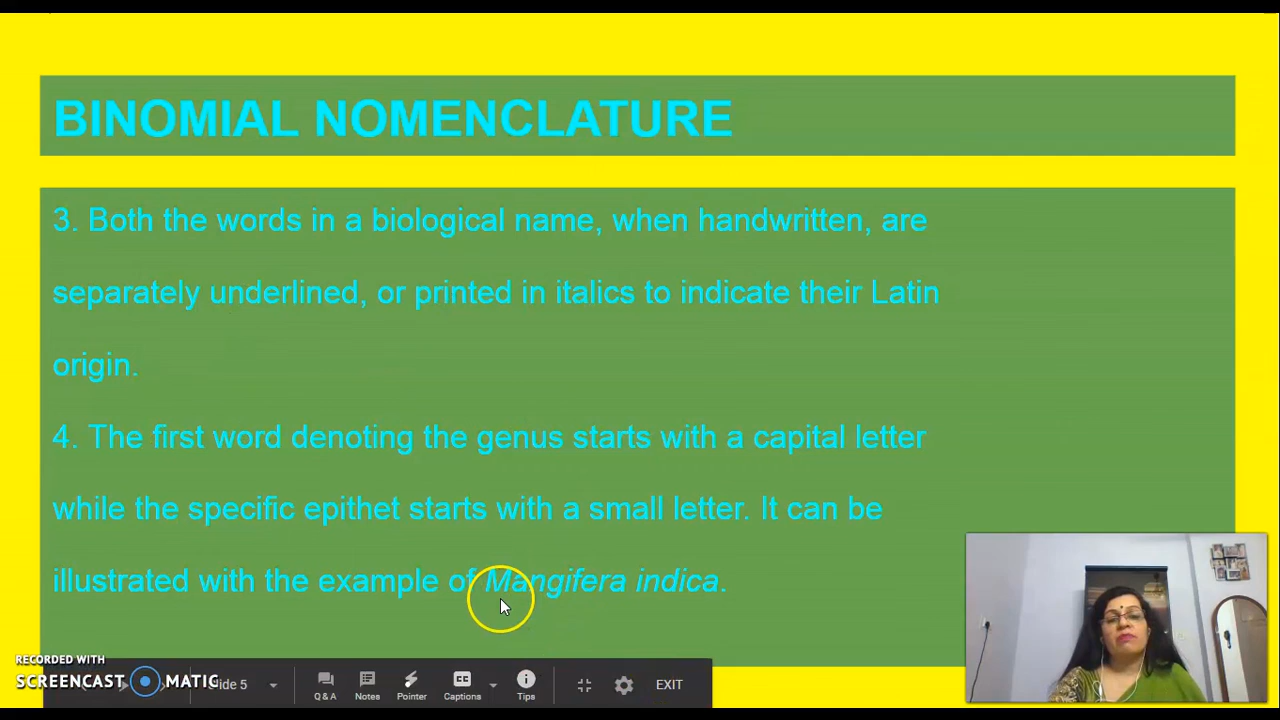 BINOMIAL NOMENCLATURE
3. Both the words in a biological name, when handwritten, are
separately underlined, or printed in italics to indicate their Latin
origin.
4. The first word denoting the genus starts with a capital letter
while the specific epithet starts with a small letter. It can be
illustrated with the example of Mangifera indica.
RECORDED WITH
SCREENCAST MATIC
Slide 5
Q & A Notes Pointer CC Captions Tips EXIT